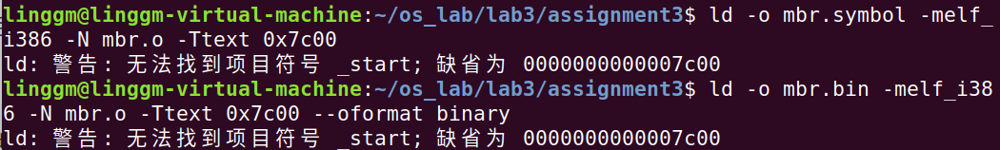 linggm@linggm-virtual-machine:~/os_lab/lab3/assignment3$ ld -o mbr.symbol -melf_
i386 -N mbr.o -Ttext 0x7c00
ld: 警告: 无法找到项目符号 _start; 缺省为 0000000000007c00
linggm@linggm-virtual-machine:~/os_lab/lab3/assignment3$ ld -o mbr.bin -melf_i38
6 -N mbr.o -Ttext 0x7c00 --oformat binary
ld: 警告: 无法找到项目符号 _start; 缺省为 0000000000007c00